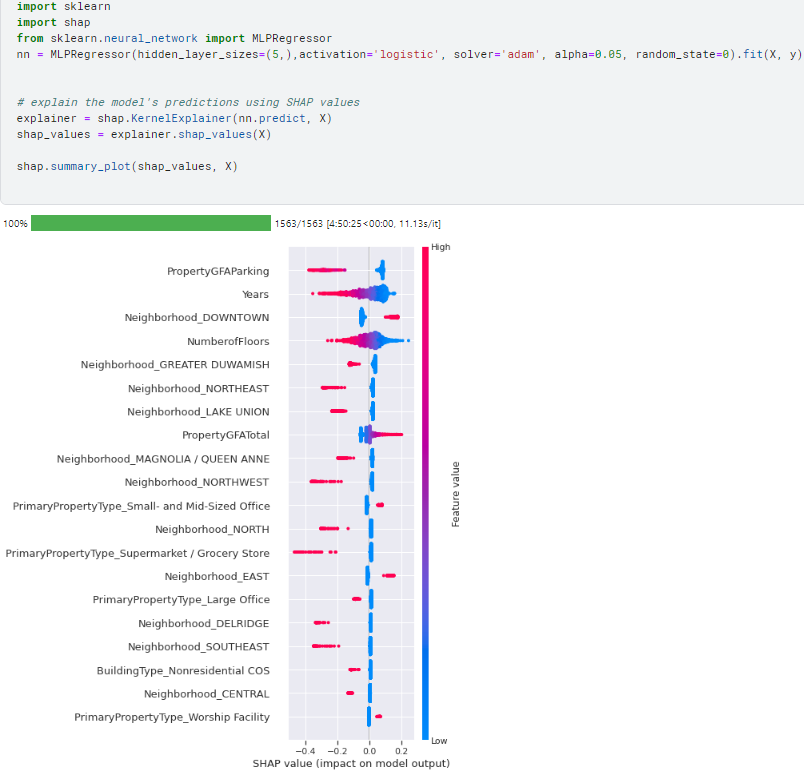 import sklearn
import shap
from sklearn.neural_network import MLPRegressor
nn = MLPRegressor(hidden_layer_sizes=(5,),activation='logistic', solver='adam', alpha=0.05, random_state=0).fit(X, y)
# explain the model's predictions using SHAP values
explainer = shap.KernelExplainer(nn.predict, X)
shap_values = explainer.shap_values(X)
shap.summary_plot(shap_values, X)
100% 1563/1563 [4:50:25<00:00, 11.13s/it]
High
PropertyGFAParking
Years
Neighborhood_DOWNTOWN
NumberofFloors
Neighborhood_GREATER DUWAMISH
Neighborhood_NORTHEAST
Neighborhood_LAKE UNION
PropertyGFATotal
Neighborhood_MAGNOLIA / QUEEN ANNE
Neighborhood_NORTHWEST
PrimaryPropertyType_Small- and Mid-Sized Office
Neighborhood_NORTH
PrimaryPropertyType_Supermarket / Grocery Store
Neighborhood_EAST
PrimaryPropertyType_Large Office
Neighborhood_DELRIDGE
Neighborhood_SOUTHEAST
BuildingType_Nonresidential COS
Neighborhood_CENTRAL
PrimaryPropertyType_Worship Facility
Feature value
Low
−0.4 −0.2 0.0 0.2
SHAP value (impact on model output)